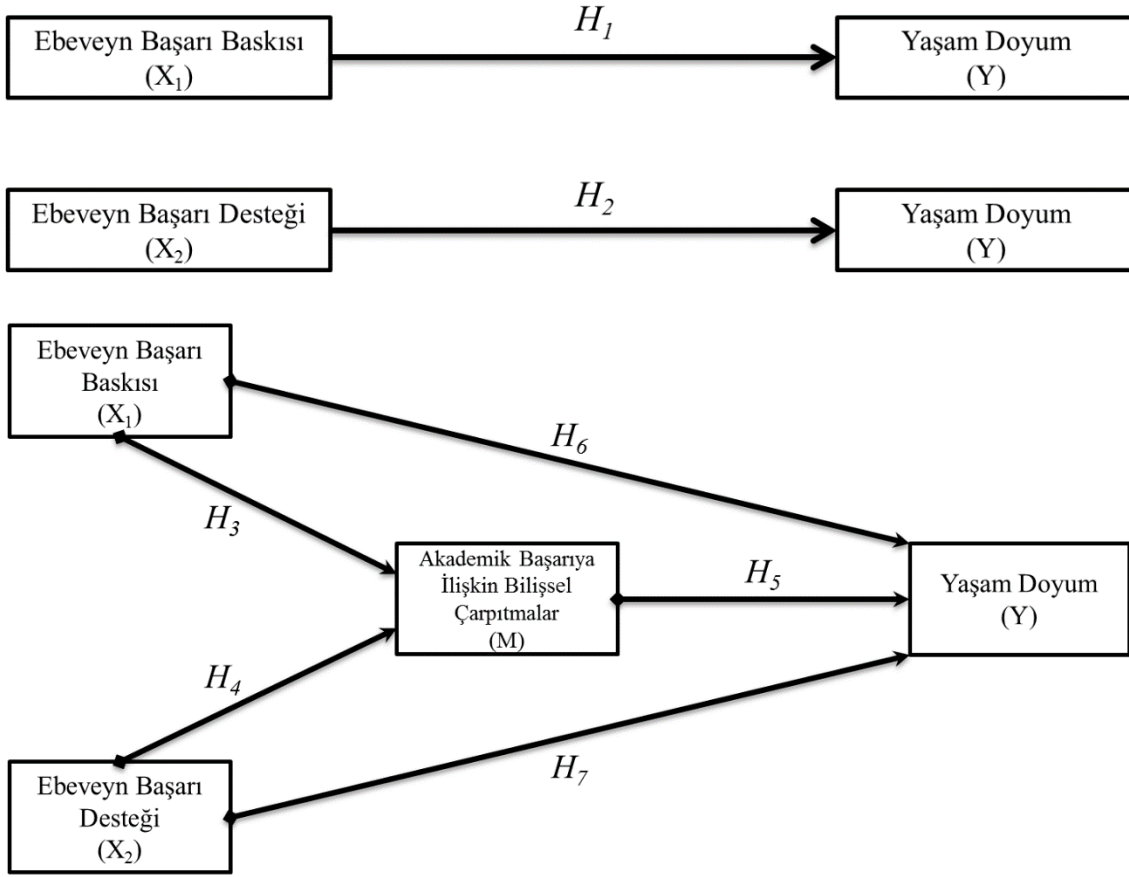 Ebeveyn Başarı Baskısı
(X₁)
H₁
Yaşam Doyum
(Y)
Ebeveyn Başarı Desteği
(X₂)
H₂
Yaşam Doyum
(Y)
Ebeveyn Başarı
Baskısı
(X₁)
H₆
H₃
Akademik Başarıya
İlişkin Bilişsel
Çarpıtmalar
(M)
H₅
Yaşam Doyum
(Y)
H₄
H₇
Ebeveyn Başarı
Desteği
(X₂)